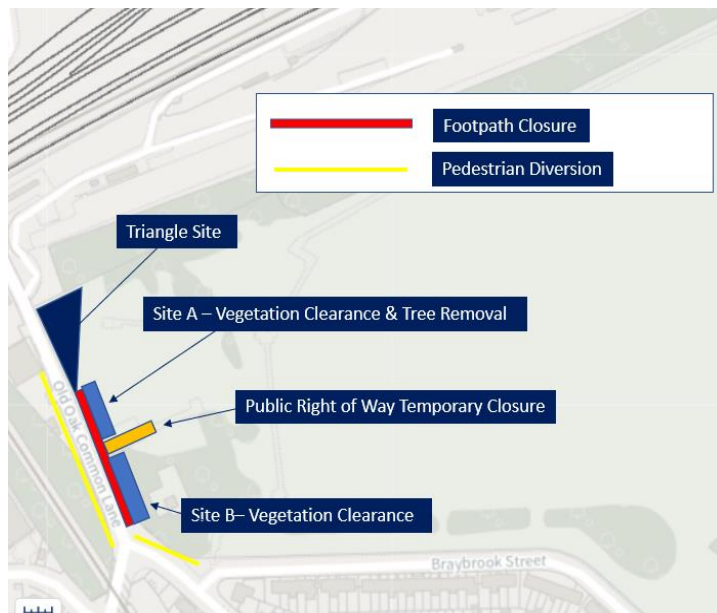 Footpath Closure
Pedestrian Diversion
Triangle Site
Site A – Vegetation Clearance & Tree Removal
Public Right of Way Temporary Closure
Old Oak Common Lane
Site B– Vegetation Clearance
Braybrook Street